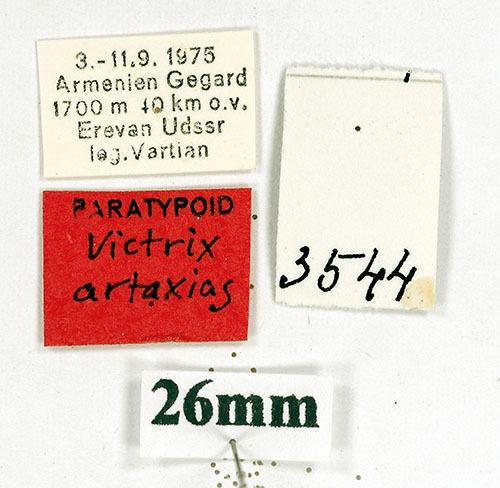 3.-11.9. 1975
Armenien Gegard
1700 m 40 km o.v.
Erevan Udssr
leg. Vartian
PARATYPOID
Victrix
artaxias
3544
26mm